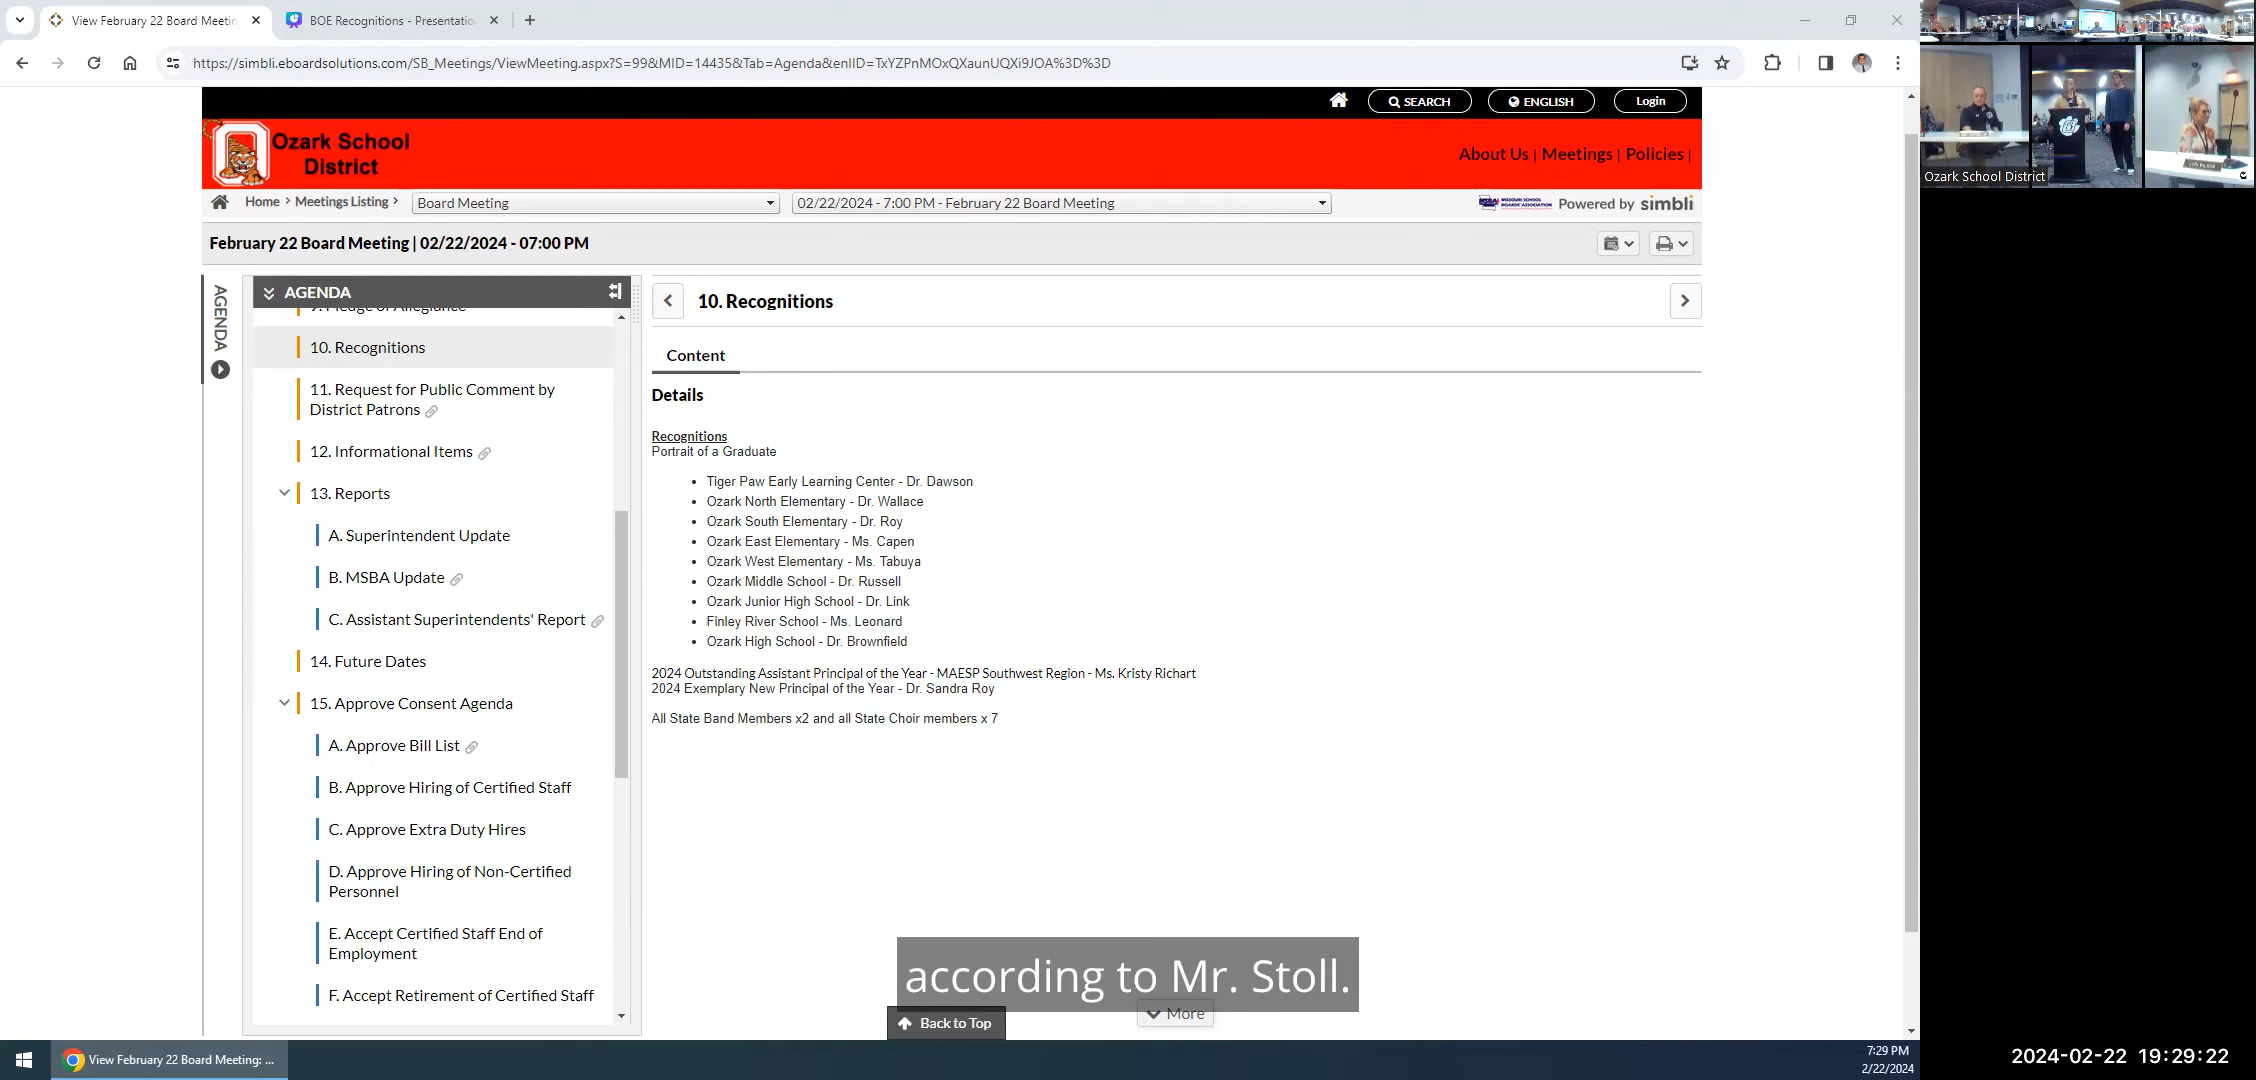 View February 22 Board Meetin
BOE Recognitions - Presentatio
https://simbli.eboardsolutions.com/SB_Meetings/ViewMeeting.aspx?S=99&MID=14435&Tab=Agenda&enIID=TxYZPnMOxQXaunUQXi9JOA%3D%3D
SEARCH
ENGLISH
Login
Ozark School
District
About Us | Meetings | Policies |
Home > Meetings Listing >
Board Meeting
02/22/2024 - 7:00 PM - February 22 Board Meeting
Powered by simbli
February 22 Board Meeting | 02/22/2024 - 07:00 PM
AGENDA
AGENDA
9. Pledge of Allegiance
10. Recognitions
11. Request for Public Comment by
District Patrons
12. Informational Items
13. Reports
A. Superintendent Update
B. MSBA Update
C. Assistant Superintendents' Report
14. Future Dates
15. Approve Consent Agenda
A. Approve Bill List
B. Approve Hiring of Certified Staff
C. Approve Extra Duty Hires
D. Approve Hiring of Non-Certified
Personnel
E. Accept Certified Staff End of
Employment
F. Accept Retirement of Certified Staff
10. Recognitions
Content
Details
Recognitions
Portrait of a Graduate
• Tiger Paw Early Learning Center - Dr. Dawson
• Ozark North Elementary - Dr. Wallace
• Ozark South Elementary - Dr. Roy
• Ozark East Elementary - Ms. Capen
• Ozark West Elementary - Ms. Tabuya
• Ozark Middle School - Dr. Russell
• Ozark Junior High School - Dr. Link
• Finley River School - Ms. Leonard
• Ozark High School - Dr. Brownfield
2024 Outstanding Assistant Principal of the Year - MAESP Southwest Region - Ms. Kristy Richart
2024 Exemplary New Principal of the Year - Dr. Sandra Roy
All State Band Members x2 and all State Choir members x 7
according to Mr. Stoll.
More
Back to Top
View February 22 Board Meeting: ...
7:29 PM
2/22/2024
Ozark School District
2024-02-22 19:29:22